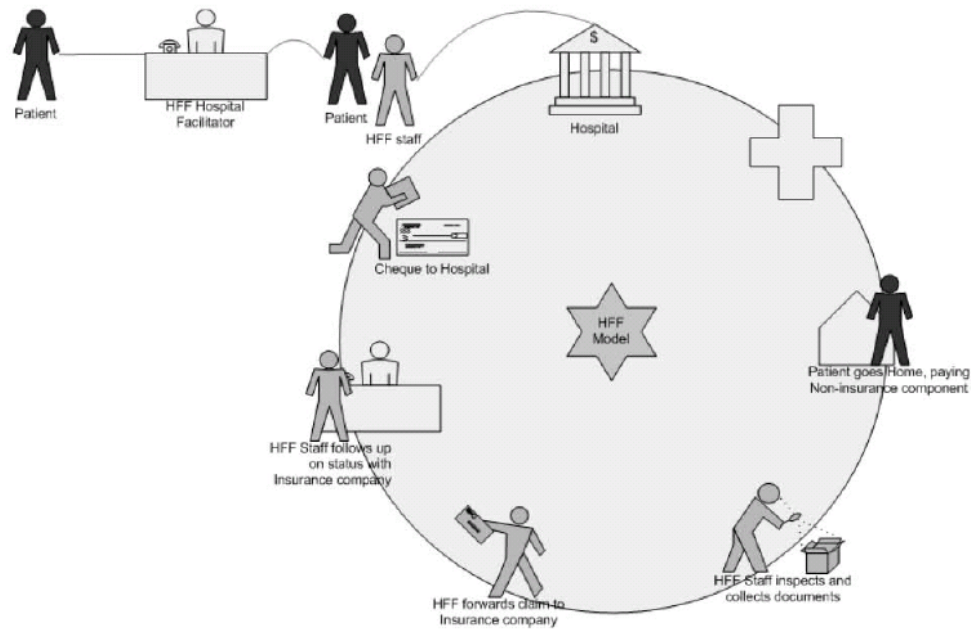 $
Patient
HFF Hospital
Facilitator
Patient
HFF staff
Hospital
Cheque to Hospital
HFF
Model
Patient goes Home, paying
Non-insurance component
HFF Staff follows up
on status with
Insurance company
HFF forwards claim to
Insurance company
HFF Staff inspects and
collects documents